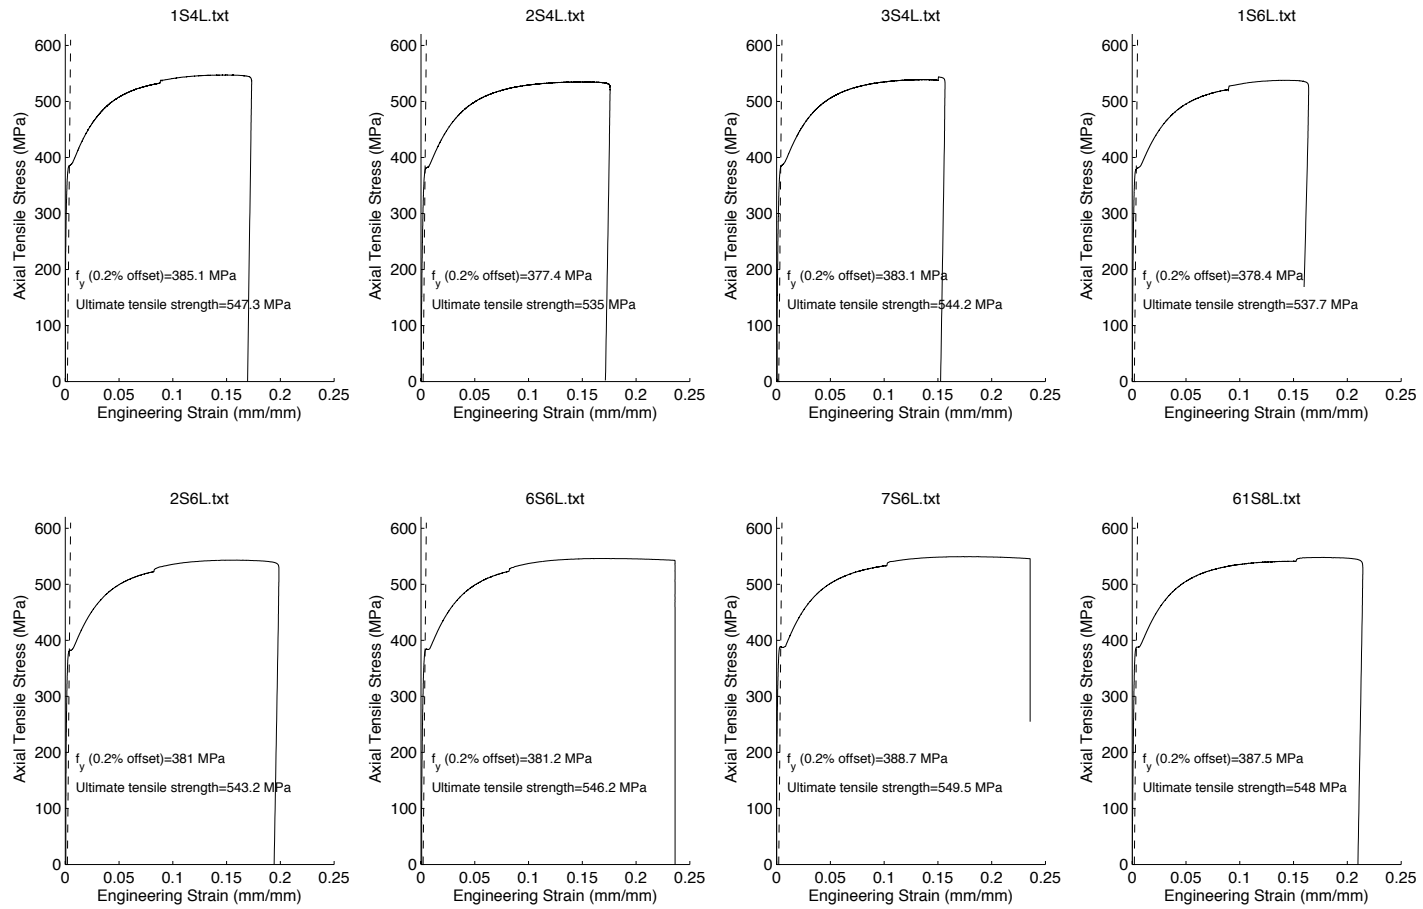 1S4L.txt
600
500
400
300
200
100
0
Axial Tensile Stress (MPa)
f_y (0.2% offset)=385.1 MPa
Ultimate tensile strength=547.3 MPa
0 0.05 0.1 0.15 0.2 0.25
Engineering Strain (mm/mm)
2S4L.txt
600
500
400
300
200
100
0
Axial Tensile Stress (MPa)
f_y (0.2% offset)=377.4 MPa
Ultimate tensile strength=535 MPa
0 0.05 0.1 0.15 0.2 0.25
Engineering Strain (mm/mm)
3S4L.txt
600
500
400
300
200
100
0
Axial Tensile Stress (MPa)
f_y (0.2% offset)=383.1 MPa
Ultimate tensile strength=544.2 MPa
0 0.05 0.1 0.15 0.2 0.25
Engineering Strain (mm/mm)
1S6L.txt
600
500
400
300
200
100
0
Axial Tensile Stress (MPa)
f_y (0.2% offset)=378.4 MPa
Ultimate tensile strength=537.7 MPa
0 0.05 0.1 0.15 0.2 0.25
Engineering Strain (mm/mm)
2S6L.txt
600
500
400
300
200
100
0
Axial Tensile Stress (MPa)
f_y (0.2% offset)=381 MPa
Ultimate tensile strength=543.2 MPa
0 0.05 0.1 0.15 0.2 0.25
Engineering Strain (mm/mm)
6S6L.txt
600
500
400
300
200
100
0
Axial Tensile Stress (MPa)
f_y (0.2% offset)=381.2 MPa
Ultimate tensile strength=546.2 MPa
0 0.05 0.1 0.15 0.2 0.25
Engineering Strain (mm/mm)
7S6L.txt
600
500
400
300
200
100
0
Axial Tensile Stress (MPa)
f_y (0.2% offset)=388.7 MPa
Ultimate tensile strength=549.5 MPa
0 0.05 0.1 0.15 0.2 0.25
Engineering Strain (mm/mm)
61S8L.txt
600
500
400
300
200
100
0
Axial Tensile Stress (MPa)
f_y (0.2% offset)=387.5 MPa
Ultimate tensile strength=548 MPa
0 0.05 0.1 0.15 0.2 0.25
Engineering Strain (mm/mm)